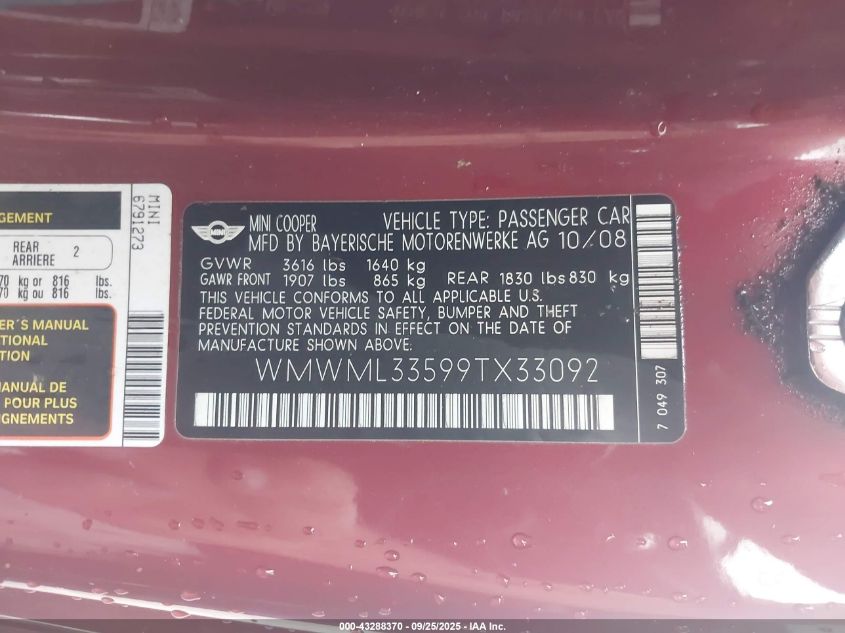 GEMENT
REAR 2
ARRIERE
70 kg or 816 lbs.
70 kg ou 816 lbs.
R'S MANUAL
TIONAL
TION
MANUAL DE
POUR PLUS
IGNEMENTS
MINI
6791273
MINI
MINI COOPER VEHICLE TYPE: PASSENGER CAR
MFD BY BAYERISCHE MOTORENWERKE AG 10/08
GVWR 3616 lbs 1640 kg
GAWR FRONT 1907 lbs 865 kg REAR 1830 lbs 830 kg
THIS VEHICLE CONFORMS TO ALL APPLICABLE U.S.
FEDERAL MOTOR VEHICLE SAFETY, BUMPER AND THEFT
PREVENTION STANDARDS IN EFFECT ON THE DATE OF
MANUFACTURE SHOWN ABOVE.
WMWML33599TX33092
7 049 307
000-43288370 - 09/25/2025 - IAA Inc.